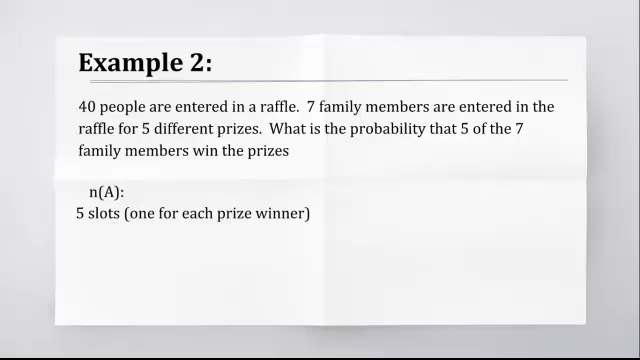 Example 2:
40 people are entered in a raffle. 7 family members are entered in the
raffle for 5 different prizes. What is the probability that 5 of the 7
family members win the prizes
n(A):
5 slots (one for each prize winner)